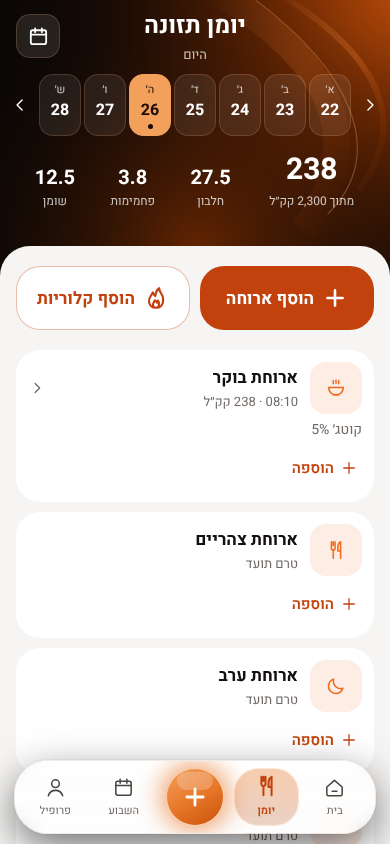 יומן תזונה
היום
א׳ ב׳ ג׳ ד׳ ה׳ ו׳ ש׳
22 23 24 25 26 27 28
238 27.5 3.8 12.5
מתוך 2,300 קק״ל חלבון פחמימות שומן
הוסף ארוחה הוסף קלוריות
ארוחת בוקר
08:10 · 238 קק״ל
קוטג׳ 5%
הוספה
ארוחת צהריים
טרם תועד
הוספה
ארוחת ערב
טרם תועד
הוספה
בית יומן השבוע פרופיל
טרם תועד